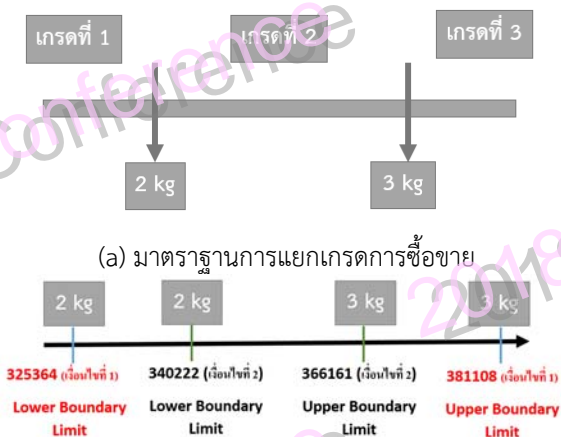 เกรดที่ 1 เกรดที่ 2 เกรดที่ 3
2 kg 3 kg
(a) มาตราฐานการแยกเกรดการซื้อขาย
2 kg 2 kg 3 kg 3 kg
325364 (เงื่อนไขที่ 1) 340222 (เงื่อนไขที่ 2) 366161 (เงื่อนไขที่ 2) 381108 (เงื่อนไขที่ 1)
Lower Boundary Lower Boundary Upper Boundary Upper Boundary
Limit Limit Limit Limit
Conference
2018